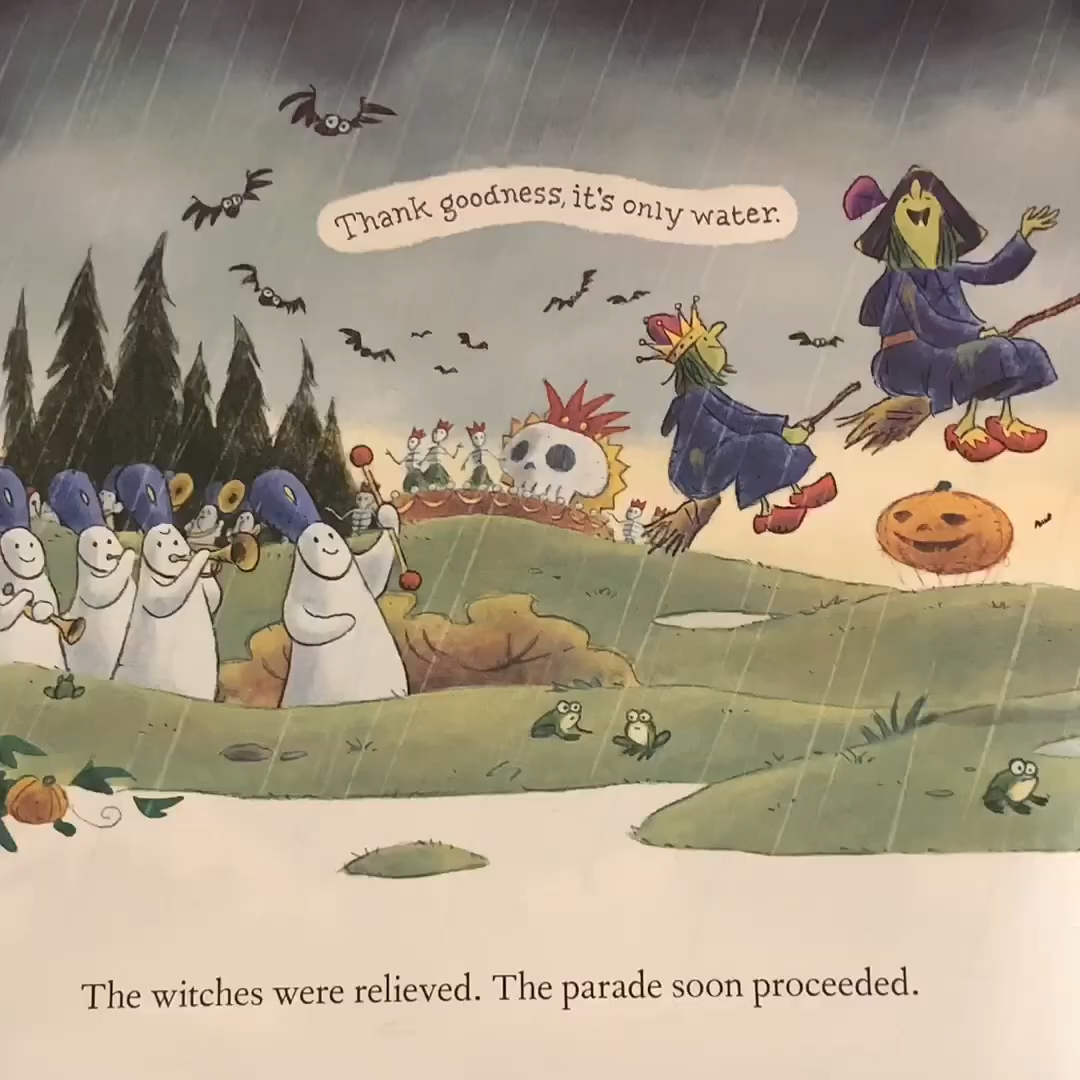 Thank goodness, it's only water.
The witches were relieved. The parade soon proceeded.